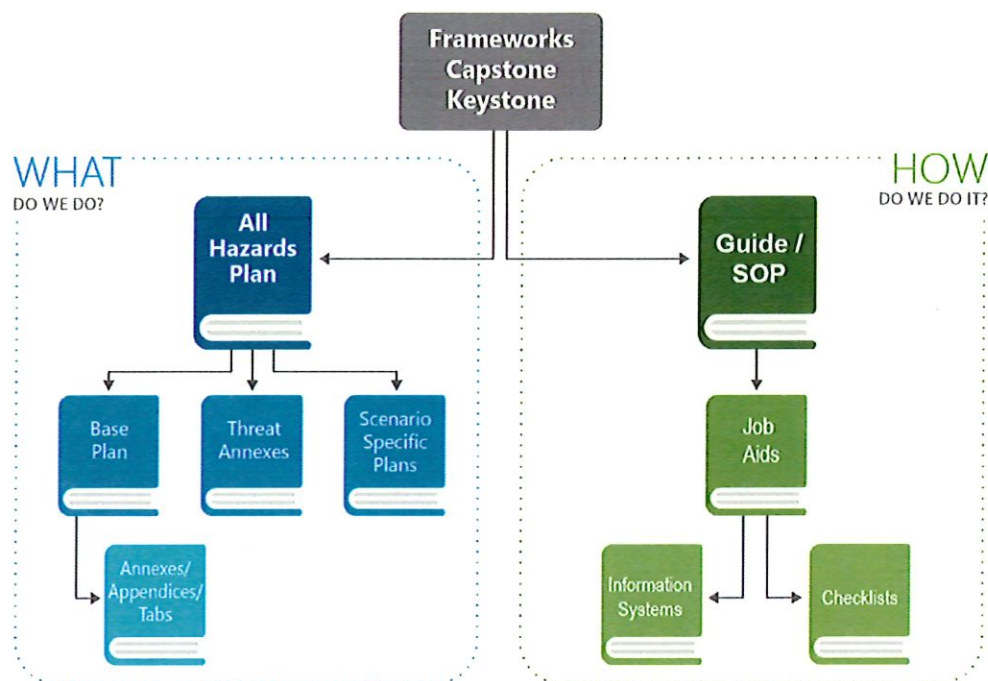 Frameworks
Capstone
Keystone
WHAT
DO WE DO?
All
Hazards
Plan
Base
Plan
Threat
Annexes
Scenario
Specific
Plans
Annexes/
Appendices/
Tabs
HOW
DO WE DO IT?
Guide /
SOP
Job
Aids
Information
Systems
Checklists